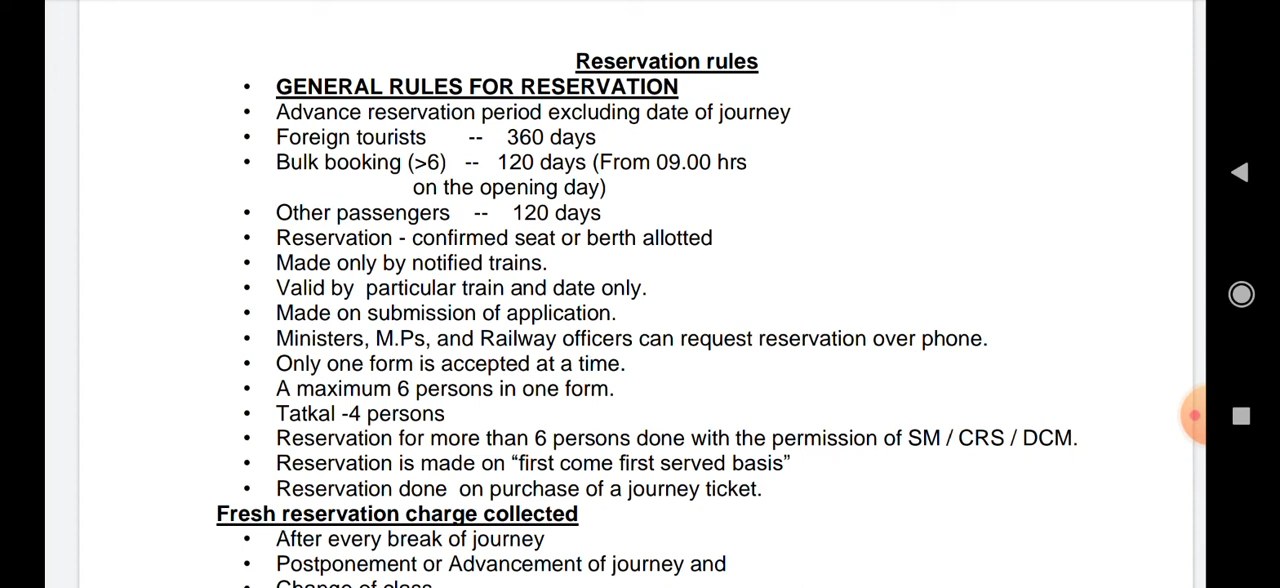 Reservation rules
• GENERAL RULES FOR RESERVATION
• Advance reservation period excluding date of journey
• Foreign tourists -- 360 days
• Bulk booking (>6) -- 120 days (From 09.00 hrs
on the opening day)
• Other passengers -- 120 days
• Reservation - confirmed seat or berth allotted
• Made only by notified trains.
• Valid by particular train and date only.
• Made on submission of application.
• Ministers, M.Ps, and Railway officers can request reservation over phone.
• Only one form is accepted at a time.
• A maximum 6 persons in one form.
• Tatkal -4 persons
• Reservation for more than 6 persons done with the permission of SM / CRS / DCM.
• Reservation is made on “first come first served basis”
• Reservation done on purchase of a journey ticket.
Fresh reservation charge collected
• After every break of journey
• Postponement or Advancement of journey and
• Change of class